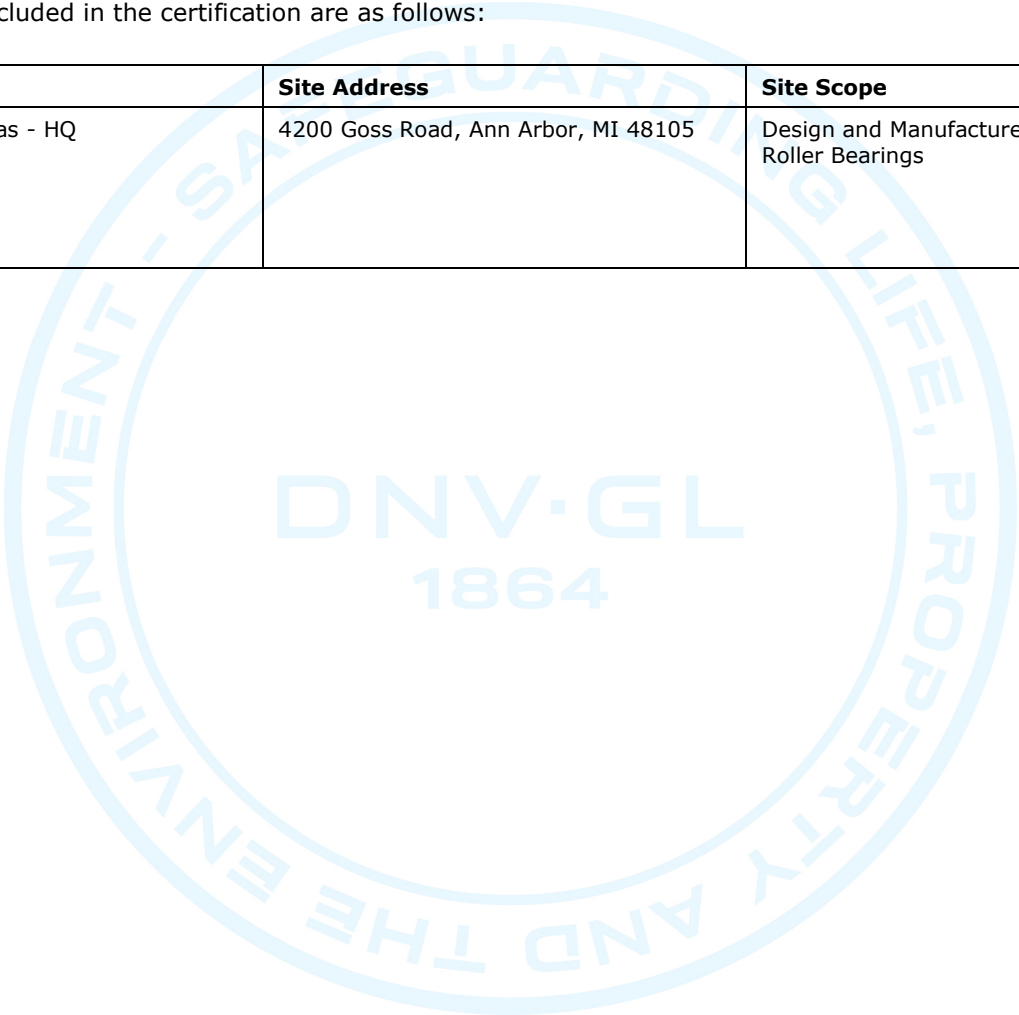 cluded in the certification are as follows:
Site Address
Site Scope
as - HQ
4200 Goss Road, Ann Arbor, MI 48105
Design and Manufacture
Roller Bearings
SAFEGUARDING LIFE, PROPERTY AND THE ENVIRONMENT -
DNV·GL
1864